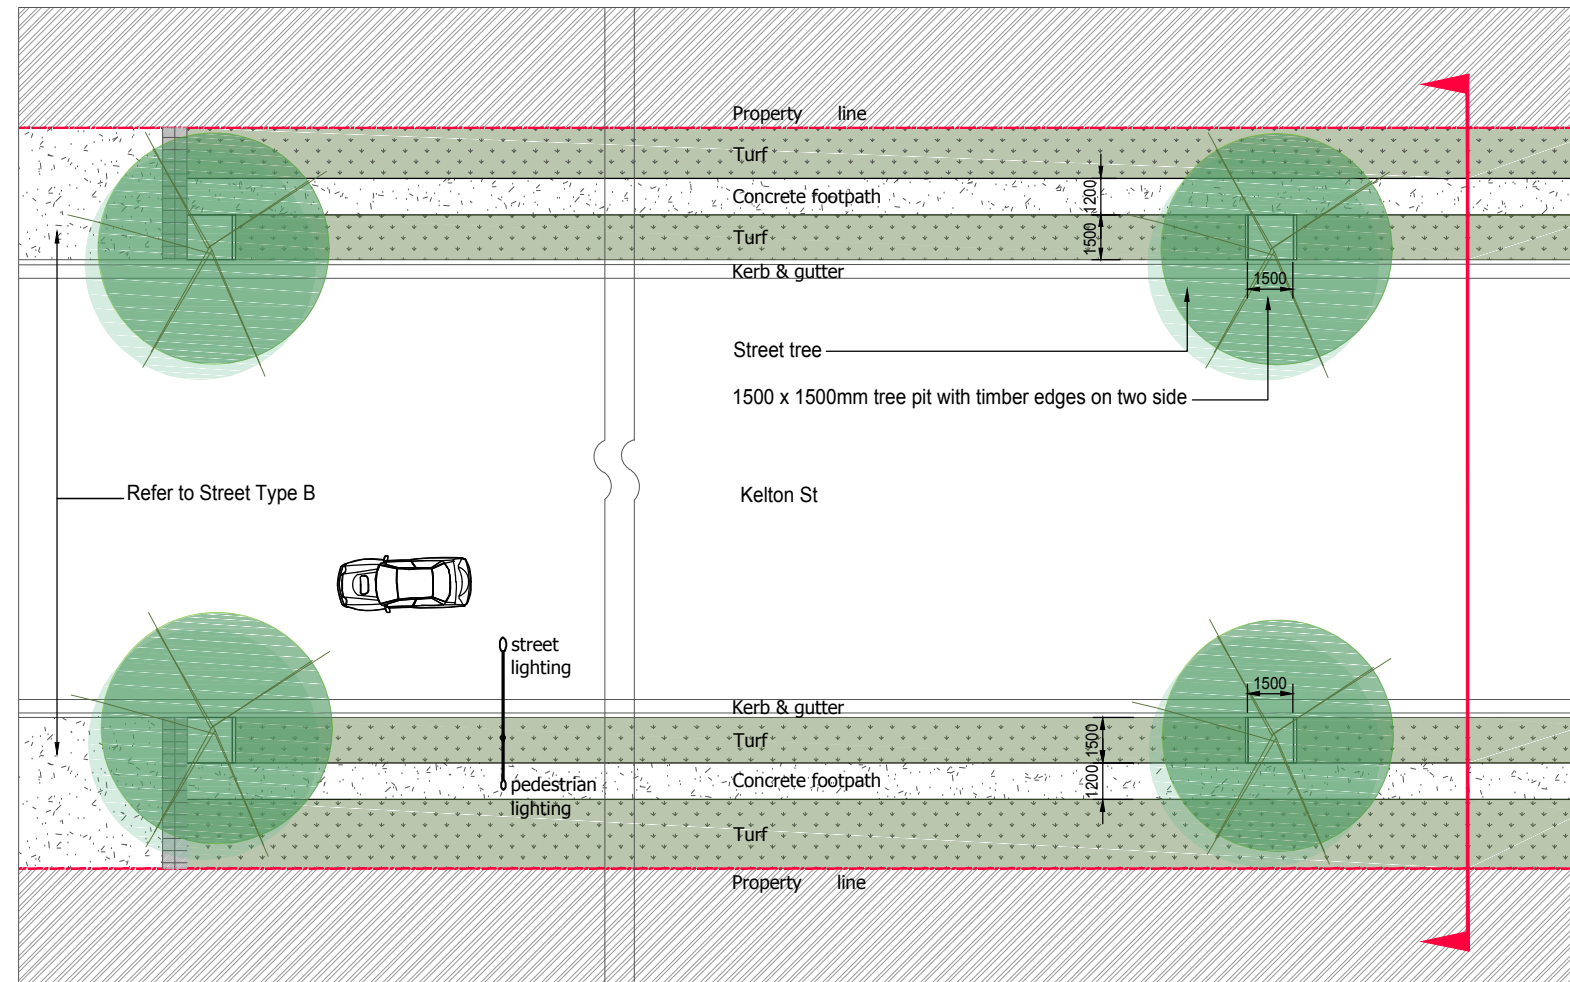 Property line
Turf
Concrete footpath
1200
Turf
1500
Kerb & gutter
1500
Street tree
1500 x 1500mm tree pit with timber edges on two side
Refer to Street Type B
Kelton St
street
lighting
1500
Kerb & gutter
Turf
1500
Concrete footpath
1200
pedestrian
lighting
Turf
Property line